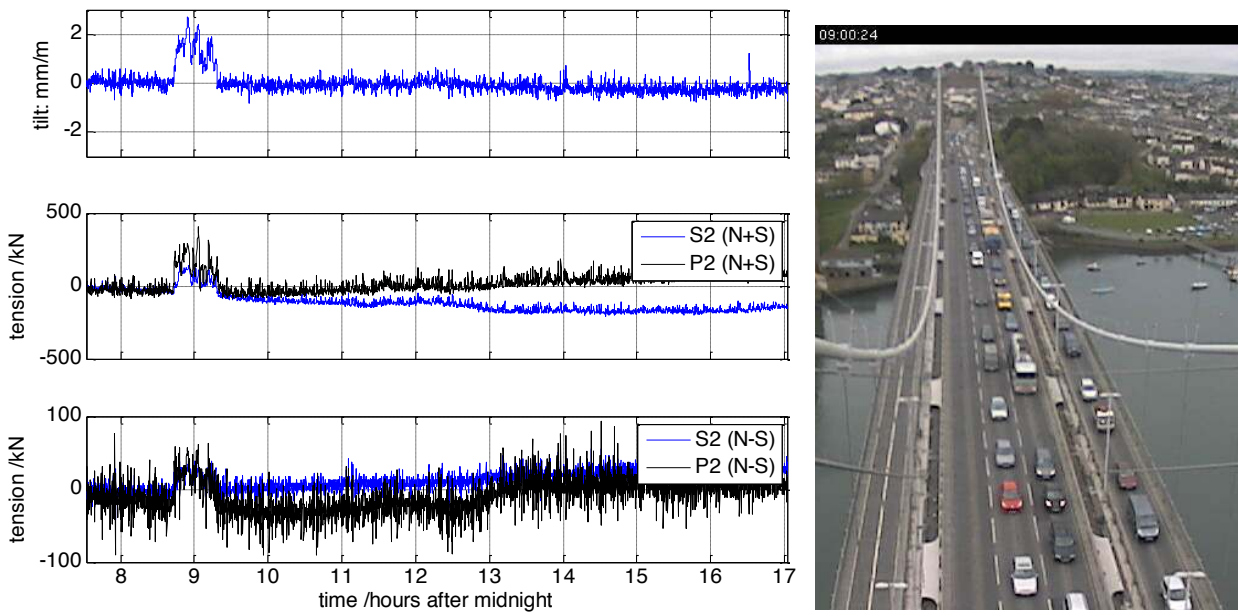 2
0
-2
tilt: mm/m
500
0
-500
tension /kN
S2 (N+S)
P2 (N+S)
100
0
-100
tension /kN
S2 (N-S)
P2 (N-S)
8 9 10 11 12 13 14 15 16 17
time /hours after midnight
09:00:24